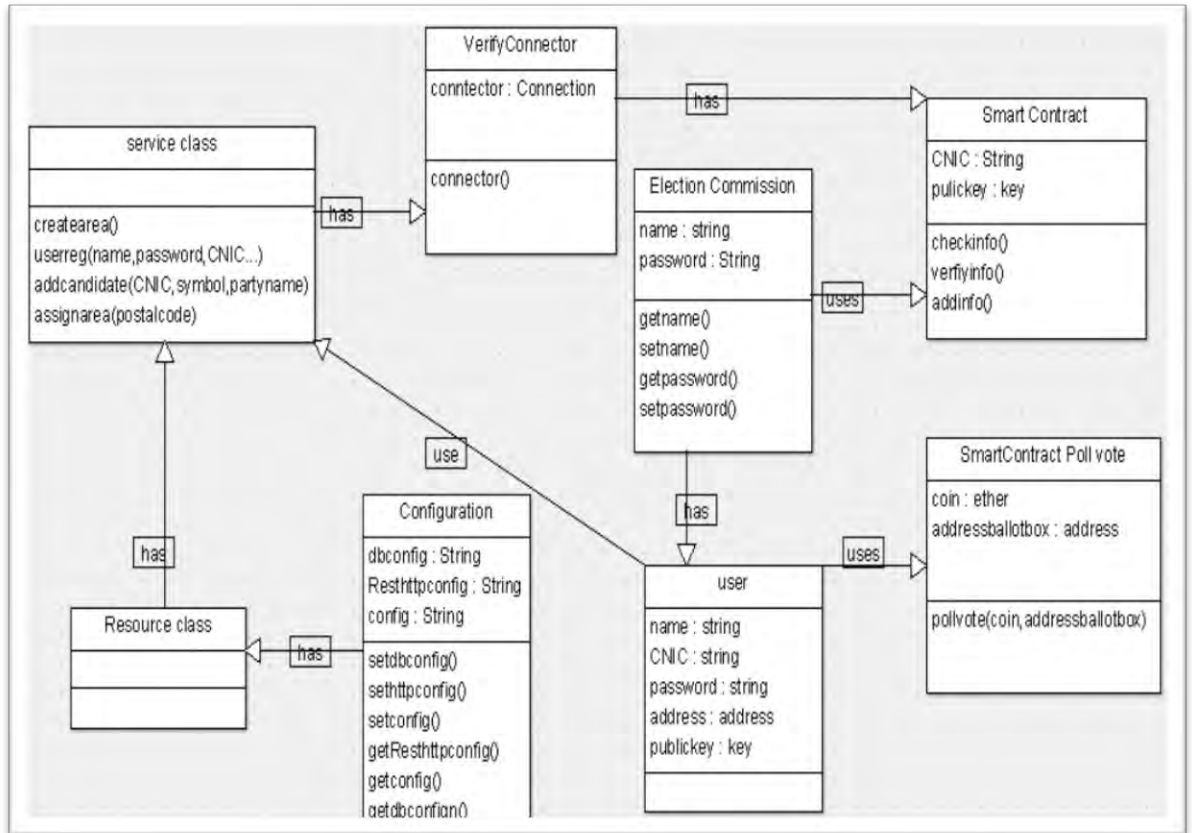 VerifyConnector
conntector : Connection
connector()
has
Smart Contract
CNIC : String
pulickey : key
checkinfo()
verfiyinfo()
addinfo()
service class
createarea()
userreg(name,password,CNIC...)
addcandidate(CNIC,symbol,partyname)
assignarea(postalcode)
has
Election Commission
name : string
password : String
getname()
setname()
getpassword()
setpassword()
uses
use
has
has
SmartContract Poll vote
coin : ether
addressballotbox : address
pollvote(coin,addressballotbox)
uses
Configuration
dbconfig : String
Resthttpconfig : String
config : String
setdbconfig()
sethttpconfig()
setconfig()
getResthttpconfig()
getconfig()
getdbconfign()
Resource class
has
user
name : string
CNIC : string
password : string
address : address
publickey : key